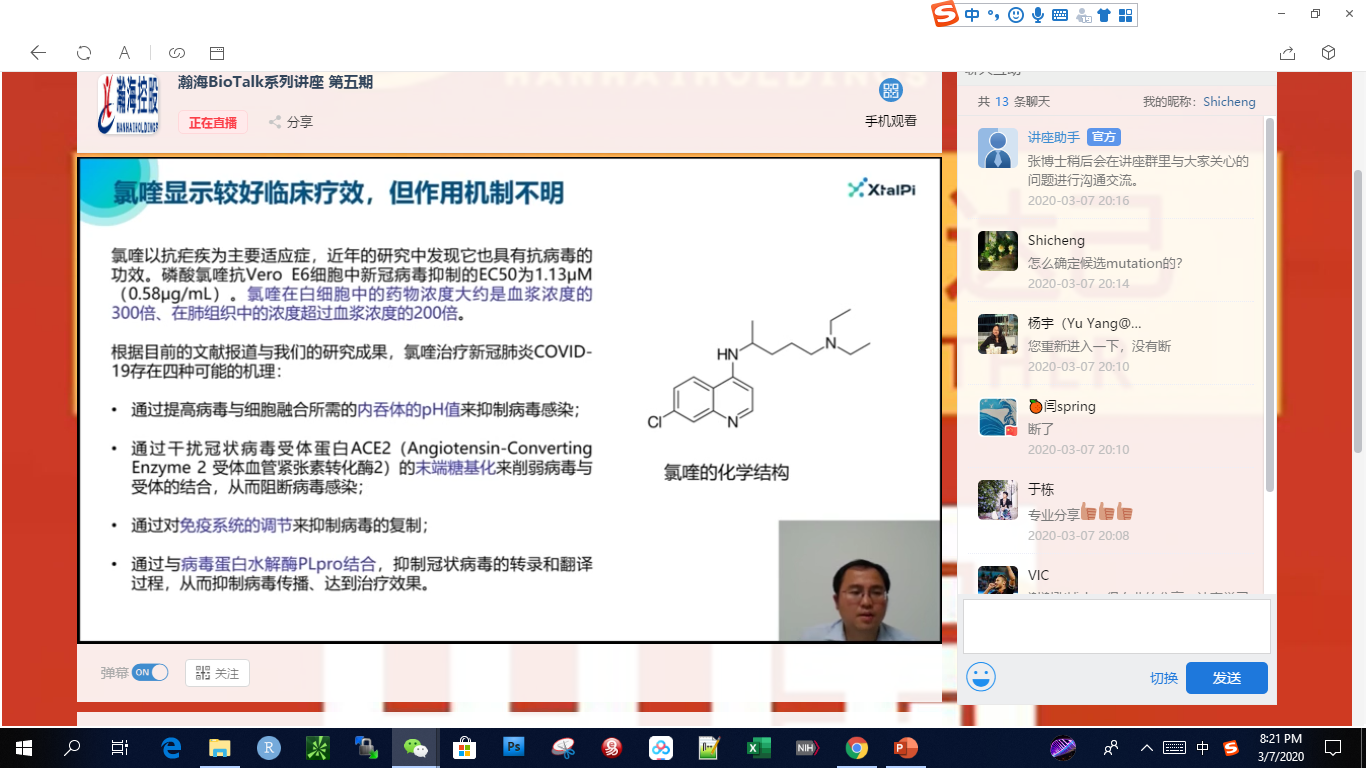 中
瀚海BioTalk系列讲座 第五期
瀚海控股
HANHAIHOLDINGP
正在直播
分享
手机观看
氯喹显示较好临床疗效，但作用机制不明
XtalPi
氯喹以抗疟疾为主要适应症，近年的研究中发现它也具有抗病毒的
功效。磷酸氯喹抗Vero E6细胞中新冠病毒抑制的EC50为1.13μM
（0.58μg/mL）。氯喹在白细胞中的药物浓度大约是血浆浓度的
300倍、在肺组织中的浓度超过血浆浓度的200倍。
根据目前的文献报道与我们的研究成果，氯喹治疗新冠肺炎COVID-
19存在四种可能的机理：
• 通过提高病毒与细胞融合所需的内吞体的pH值来抑制病毒感染；
• 通过干扰冠状病毒受体蛋白ACE2（Angiotensin-Converting
Enzyme 2 受体血管紧张素转化酶2）的末端糖基化来削弱病毒与
受体的结合，从而阻断病毒感染；
• 通过对免疫系统的调节来抑制病毒的复制；
• 通过与病毒蛋白水解酶PLpro结合，抑制冠状病毒的转录和翻译
过程，从而抑制病毒传播、达到治疗效果。
HN
N
Cl
N
氯喹的化学结构
弹幕
ON
关注
共 13 条聊天
我的昵称：Shicheng
讲座助手 官方
张博士稍后会在讲座群里与大家关心的
问题进行沟通交流。
2020-03-07 20:16
Shicheng
怎么确定候选mutation的？
2020-03-07 20:14
杨宇（Yu Yang@...
您重新进入一下，没有断
2020-03-07 20:10
闫spring
断了
2020-03-07 20:10
于栋
专业分享
2020-03-07 20:08
VIC
切换
发送
R
Ps
NIH
中
8:21 PM
3/7/2020